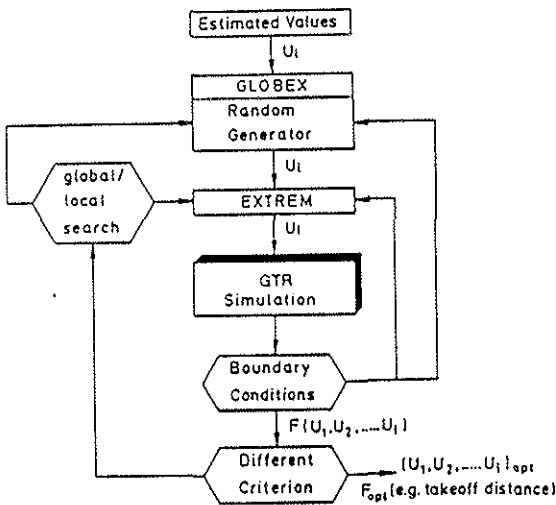 Estimated Values
Ui
GLOBEX
Random
Generator
Ui
global/
local
search
EXTREM
Ui
GTR
Simulation
Boundary
Conditions
F(U1,U2,.....Ui)
Different
Criterion
(U1,U2,....Ui)opt
Fopt(e.g. takeoff distance)